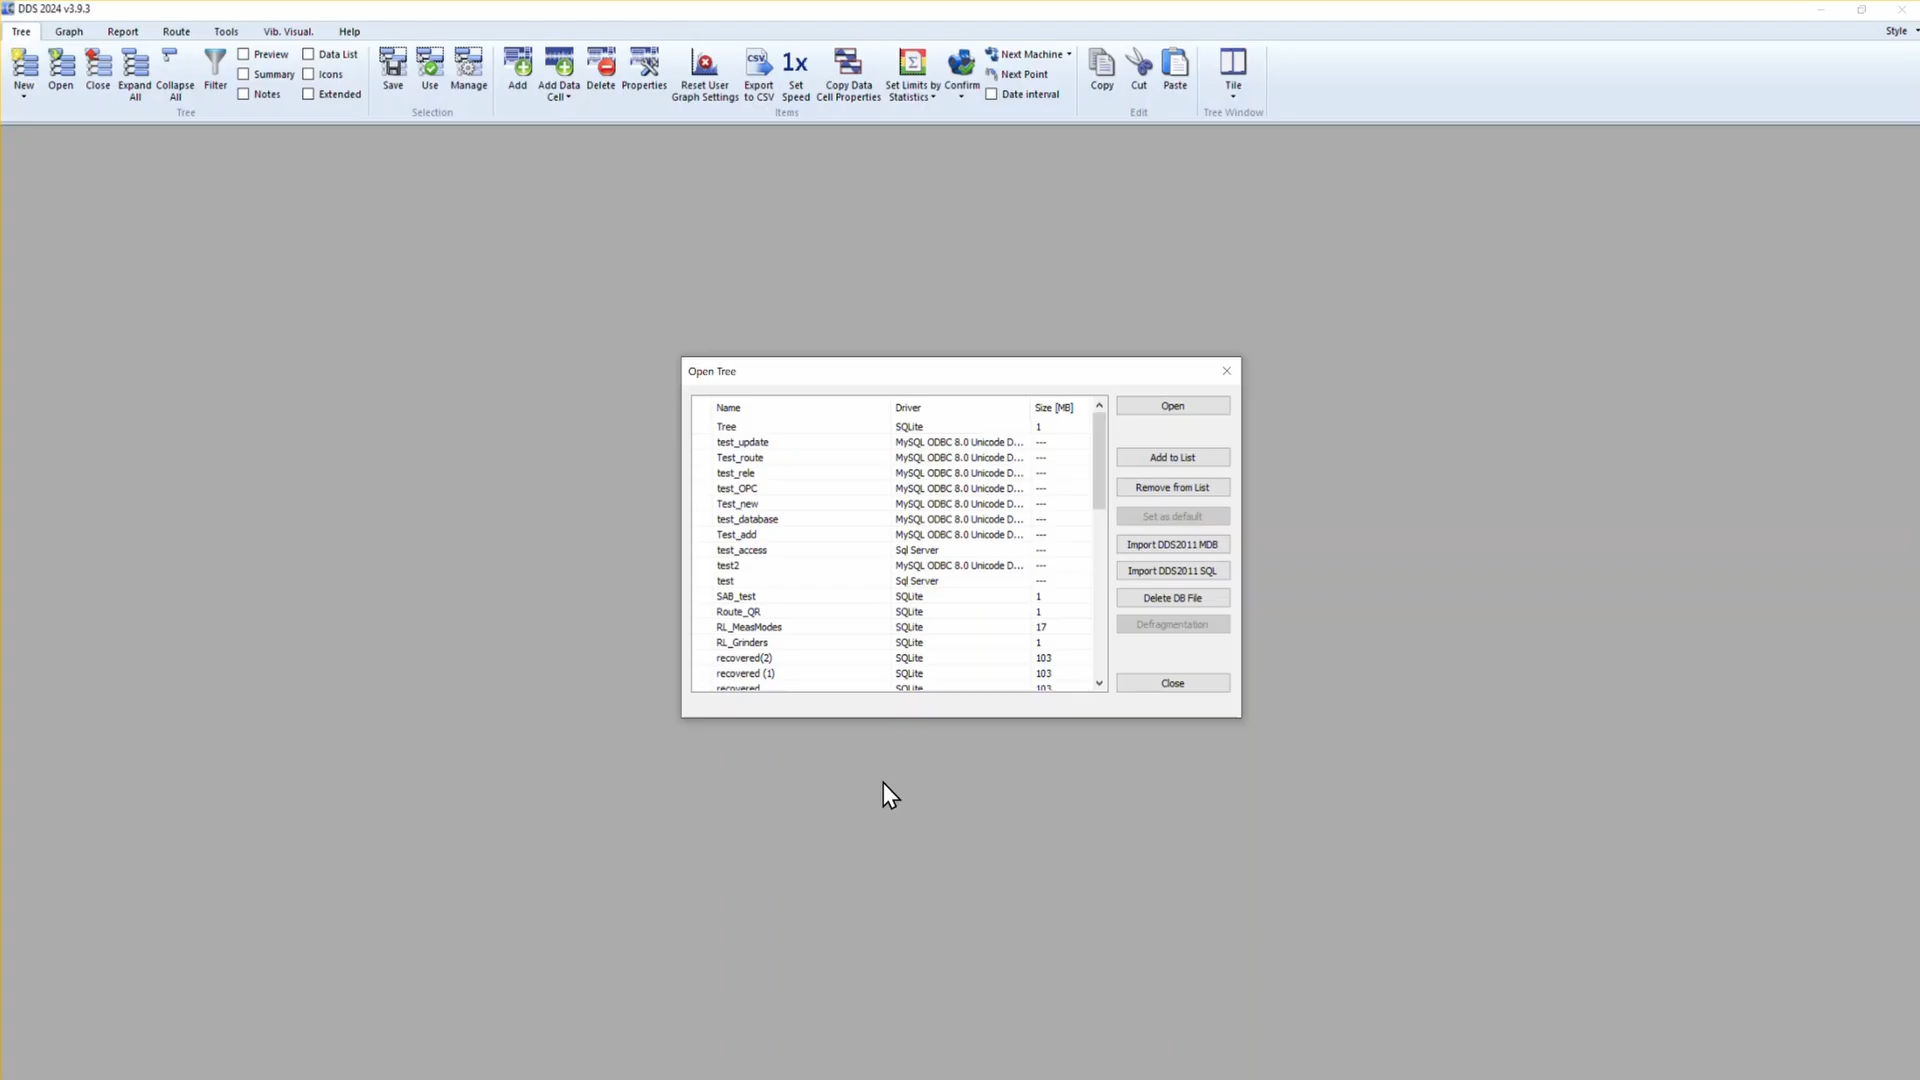 DDS 2024 v3.9.3
Tree Graph Report Route Tools Vib. Visual. Help Style
New Open Close Expand All Collapse All Filter
Preview Data List
Summary Icons
Notes Extended
Tree
Save Use Manage
Selection
Add Add Data Cell Delete Properties Reset User Graph Settings Export to CSV 1x Set Speed Copy Data Cell Properties Set Limits by Statistics Confirm
CSV
Next Machine
Next Point
Date interval
Items
Copy Cut Paste
Edit
Tile
Tree Window
Open Tree
Name Driver Size [MB]
Tree SQLite 1
test_update MySQL ODBC 8.0 Unicode D... ---
Test_route MySQL ODBC 8.0 Unicode D... ---
test_rele MySQL ODBC 8.0 Unicode D... ---
test_OPC MySQL ODBC 8.0 Unicode D... ---
Test_new MySQL ODBC 8.0 Unicode D... ---
test_database MySQL ODBC 8.0 Unicode D... ---
Test_add MySQL ODBC 8.0 Unicode D... ---
test_access Sql Server ---
test2 MySQL ODBC 8.0 Unicode D... ---
test Sql Server ---
SAB_test SQLite 1
Route_QR SQLite 1
RL_MeasModes SQLite 17
RL_Grinders SQLite 1
recovered(2) SQLite 103
recovered (1) SQLite 103
recovered SQLite 103
Open
Add to List
Remove from List
Set as default
Import DDS2011 MDB
Import DDS2011 SQL
Delete DB File
Defragmentation
Close